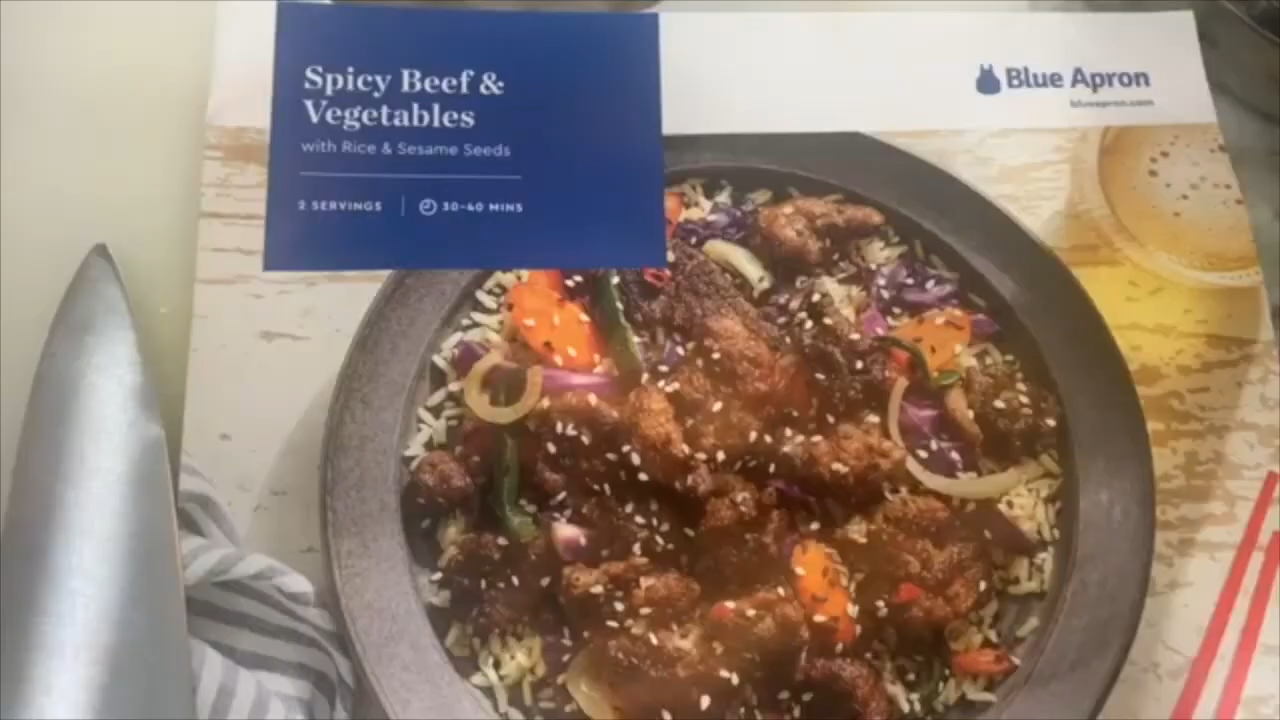 Spicy Beef &
Vegetables
with Rice & Sesame Seeds
2 SERVINGS
30-40 MINS
Blue Apron
blueapron.com